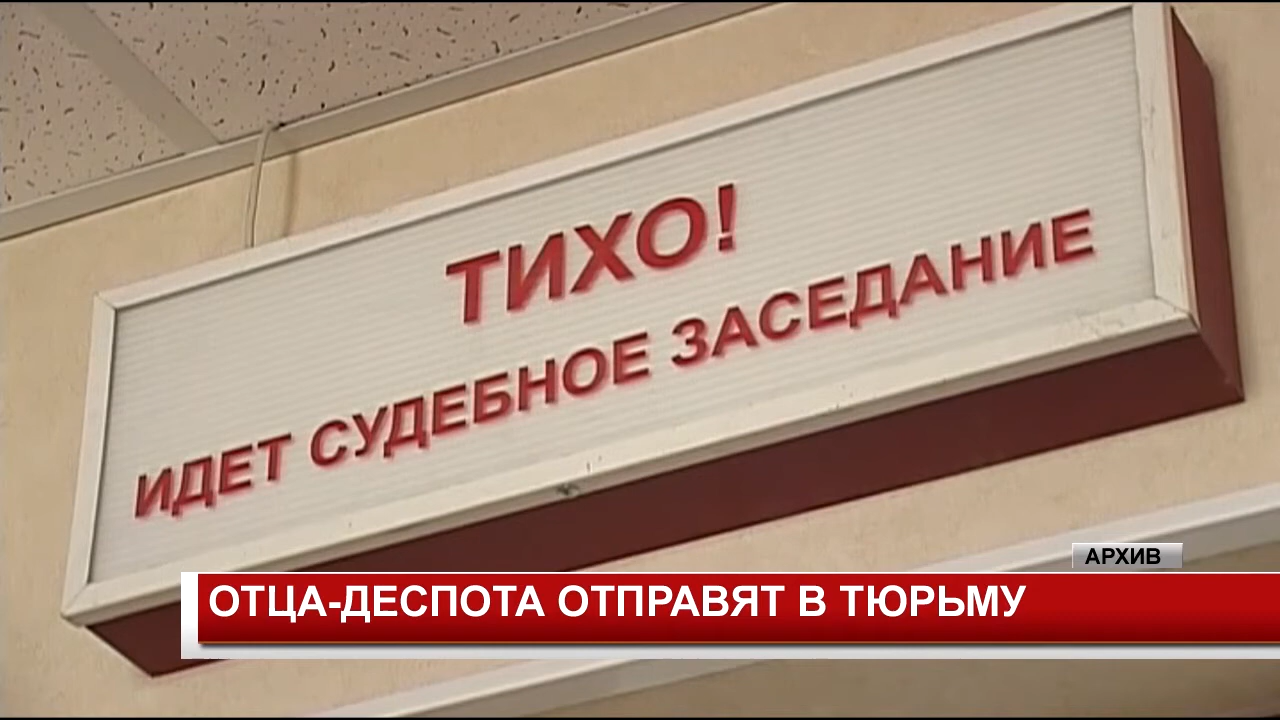 ТИХО!
ИДЕТ СУДЕБНОЕ ЗАСЕДАНИЕ
АРХИВ
ОТЦА-ДЕСПОТА ОТПРАВЯТ В ТЮРЬМУ